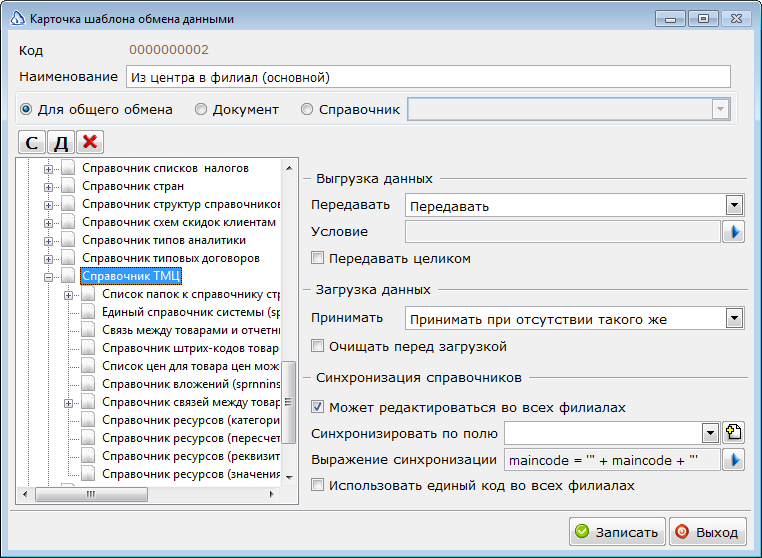 Карточка шаблона обмена данными
Код 0000000002
Наименование Из центра в филиал (основной)
Для общего обмена Документ Справочник
С Д
Справочник списков налогов
Справочник стран
Справочник структур справочников
Справочник схем скидок клиентам
Справочник типов аналитики
Справочник типовых договоров
Справочник ТМЦ
Список папок к справочнику стр
Единый справочник системы (sp
Связь между товарами и отчетн
Справочник штрих-кодов товар
Список цен для товара цен мож
Справочник вложений (sprnnins
Справочник связей между товар
Справочник ресурсов (категори
Справочник ресурсов (пересчет
Справочник ресурсов (реквизит
Справочник ресурсов (значения
Выгрузка данных
Передавать Передавать
Условие
Передавать целиком
Загрузка данных
Принимать Принимать при отсутствии такого же
Очищать перед загрузкой
Синхронизация справочников
Может редактироваться во всех филиалах
Синхронизировать по полю
Выражение синхронизации maincode = '" + maincode + "'
Использовать единый код во всех филиалах
Записать Выход